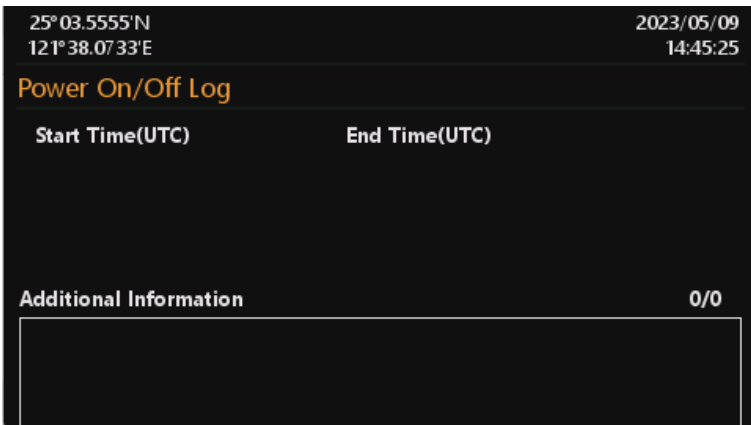 25°03.5555'N
2023/05/09
121°38.0733'E
14:45:25
Power On/Off Log
Start Time(UTC) End Time(UTC)
Additional Information 0/0